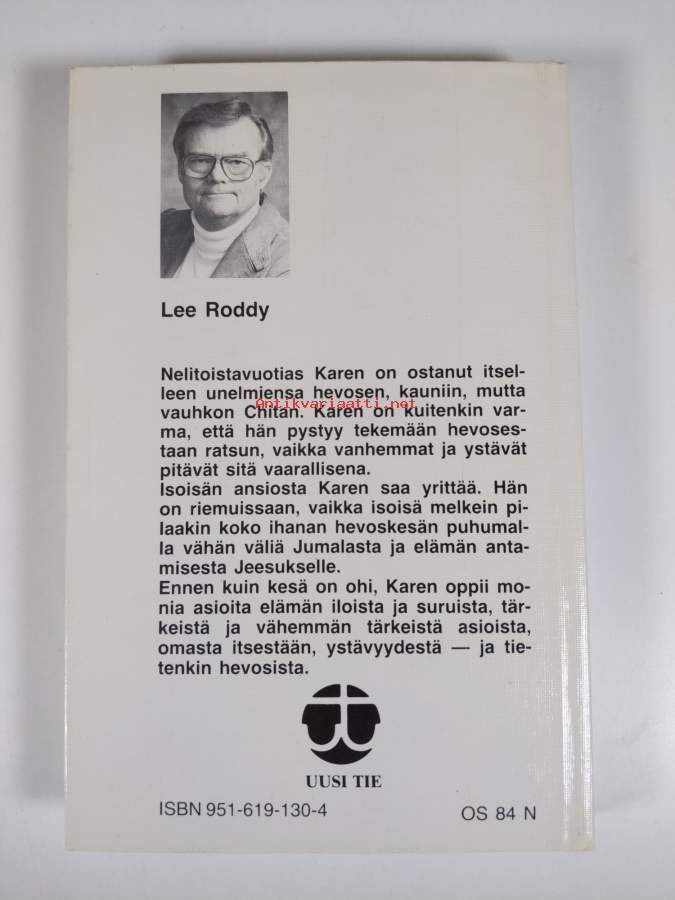 Lee Roddy
Nelitoistavuotias Karen on ostanut itsel-
leen unelmiensa hevosen, kauniin, mutta
Antikvariaatti.net
vauhkon Chitan. Karen on kuitenkin var-
ma, että hän pystyy tekemään hevoses-
taan ratsun, vaikka vanhemmat ja ystävät
pitävät sitä vaarallisena.
Isoisän ansiosta Karen saa yrittää. Hän
on riemuissaan, vaikka isoisä melkein pi-
laakin koko ihanan hevoskesän puhumal-
la vähän väliä Jumalasta ja elämän anta-
misesta Jeesukselle.
Ennen kuin kesä on ohi, Karen oppii mo-
nia asioita elämän iloista ja suruista, tär-
keistä ja vähemmän tärkeistä asioista,
omasta itsestään, ystävyydestä — ja tie-
tenkin hevosista.
UUSI TIE
ISBN 951-619-130-4
OS 84 N